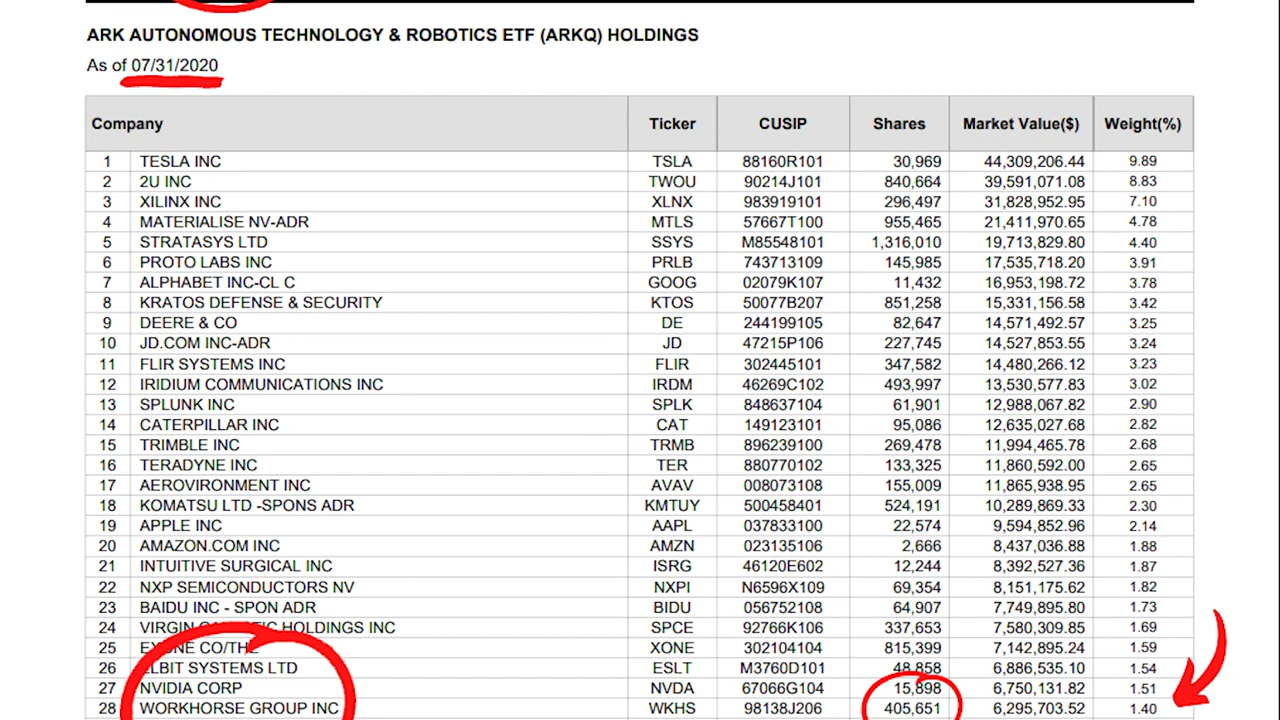 ARK AUTONOMOUS TECHNOLOGY & ROBOTICS ETF (ARKQ) HOLDINGS
As of 07/31/2020
Company Ticker CUSIP Shares Market Value($) Weight(%)
1 TESLA INC TSLA 88160R101 30,969 44,309,206.44 9.89
2 2U INC TWOU 90214J101 840,664 39,591,071.08 8.83
3 XILINX INC XLNX 983919101 296,497 31,828,952.95 7.10
4 MATERIALISE NV-ADR MTLS 57667T100 955,465 21,411,970.65 4.78
5 STRATASYS LTD SSYS M85548101 1,316,010 19,713,829.80 4.40
6 PROTO LABS INC PRLB 743713109 145,985 17,535,718.20 3.91
7 ALPHABET INC-CL C GOOG 02079K107 11,432 16,953,198.72 3.78
8 KRATOS DEFENSE & SECURITY KTOS 50077B207 851,258 15,331,156.58 3.42
9 DEERE & CO DE 244199105 82,647 14,571,492.57 3.25
10 JD.COM INC-ADR JD 47215P106 227,745 14,527,853.55 3.24
11 FLIR SYSTEMS INC FLIR 302445101 347,582 14,480,266.12 3.23
12 IRIDIUM COMMUNICATIONS INC IRDM 46269C102 493,997 13,530,577.83 3.02
13 SPLUNK INC SPLK 848637104 61,901 12,988,067.82 2.90
14 CATERPILLAR INC CAT 149123101 95,086 12,635,027.68 2.82
15 TRIMBLE INC TRMB 896239100 269,478 11,994,465.78 2.68
16 TERADYNE INC TER 880770102 133,325 11,860,592.00 2.65
17 AEROVIRONMENT INC AVAV 008073108 155,009 11,865,938.95 2.65
18 KOMATSU LTD -SPONS ADR KMTUY 500458401 524,191 10,289,869.33 2.30
19 APPLE INC AAPL 037833100 22,574 9,594,852.96 2.14
20 AMAZON.COM INC AMZN 023135106 2,666 8,437,036.88 1.88
21 INTUITIVE SURGICAL INC ISRG 46120E602 12,244 8,392,527.36 1.87
22 NXP SEMICONDUCTORS NV NXPI N6596X109 69,354 8,151,175.62 1.82
23 BAIDU INC - SPON ADR BIDU 056752108 64,907 7,749,895.80 1.73
24 VIRGIN HOLDINGS INC SPCE 92766K106 337,653 7,580,309.85 1.69
25 CO/THE XONE 302104104 815,399 7,142,895.24 1.59
26 ELBIT SYSTEMS LTD ESLT M3760D101 48,858 6,886,535.10 1.54
27 NVIDIA CORP NVDA 67066G104 15,898 6,750,131.82 1.51
28 WORKHORSE GROUP INC WKHS 98138J206 405,651 6,295,703.52 1.40